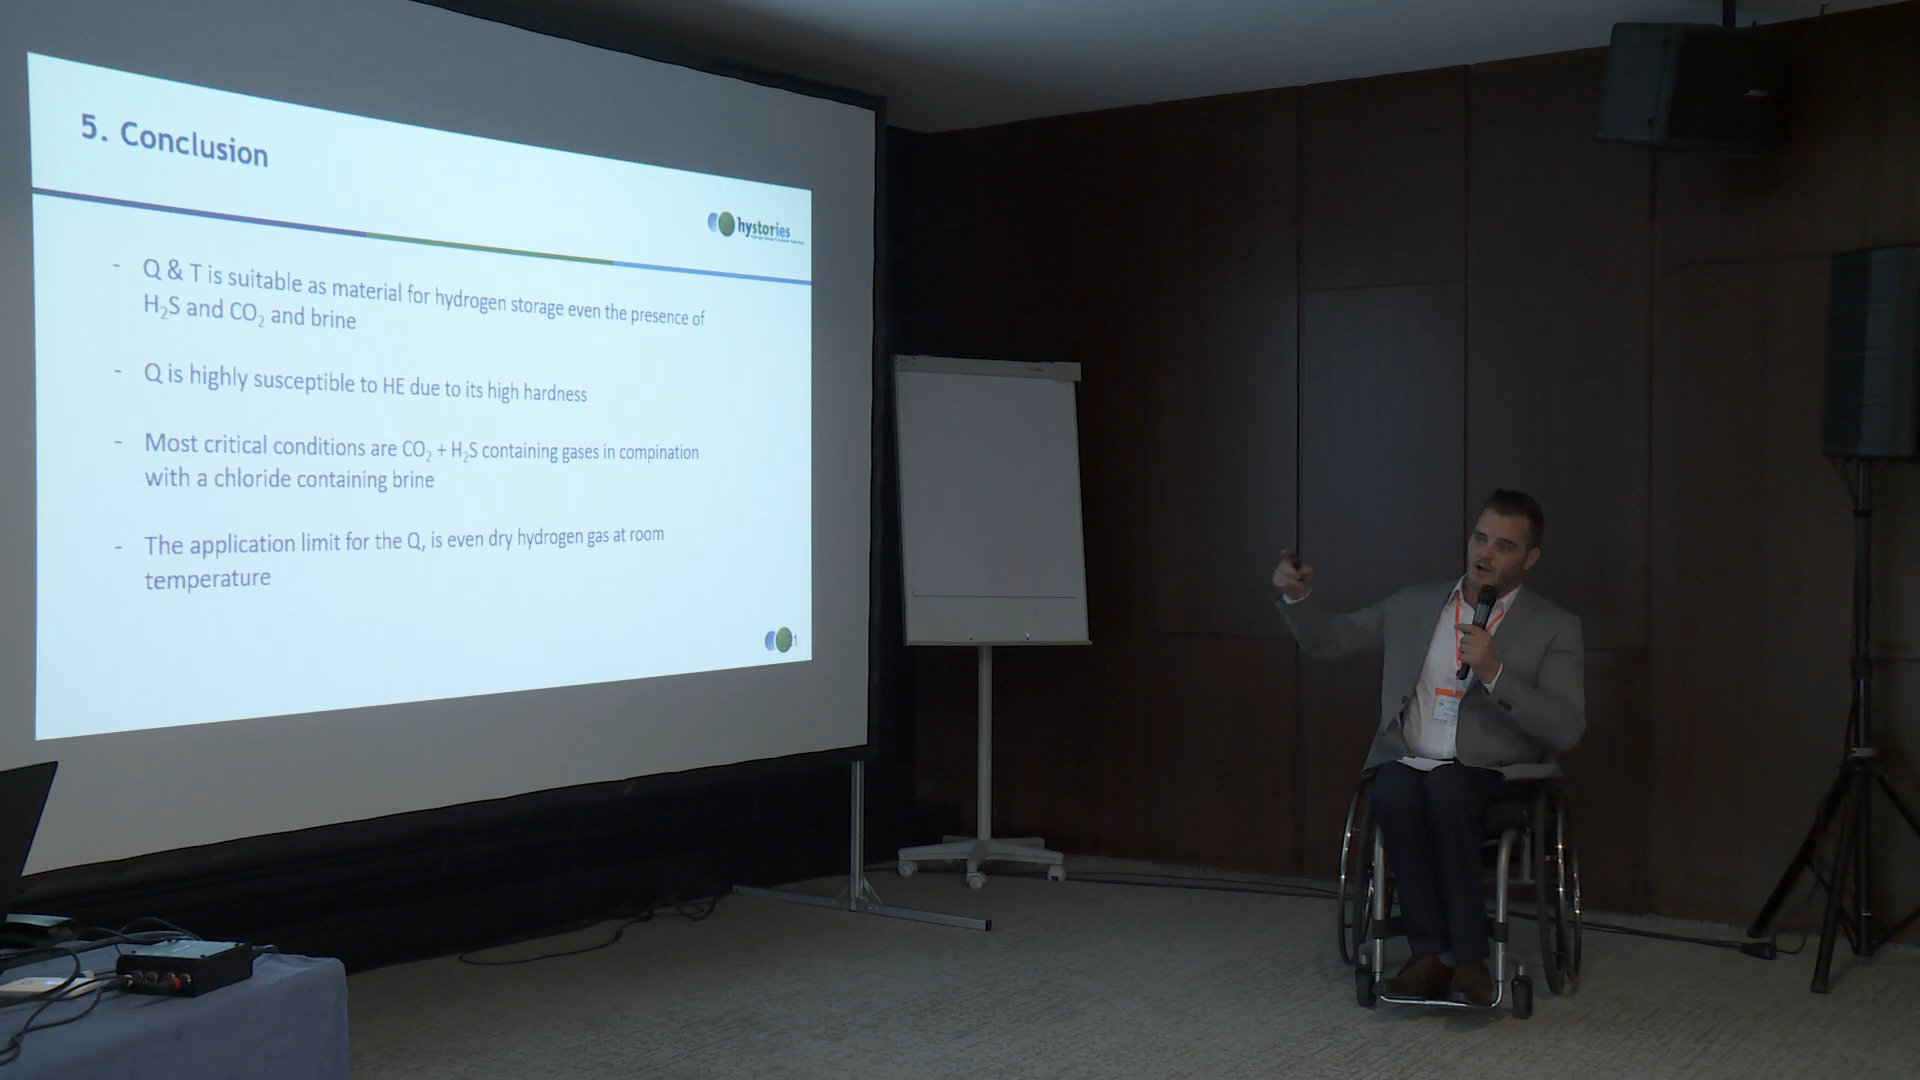 5. Conclusion
hystories
- Q & T is suitable as material for hydrogen storage even the presence of
H₂S and CO₂ and brine
- Q is highly susceptible to HE due to its high hardness
- Most critical conditions are CO₂ + H₂S containing gases in compination
with a chloride containing brine
- The application limit for the Q, is even dry hydrogen gas at room
temperature